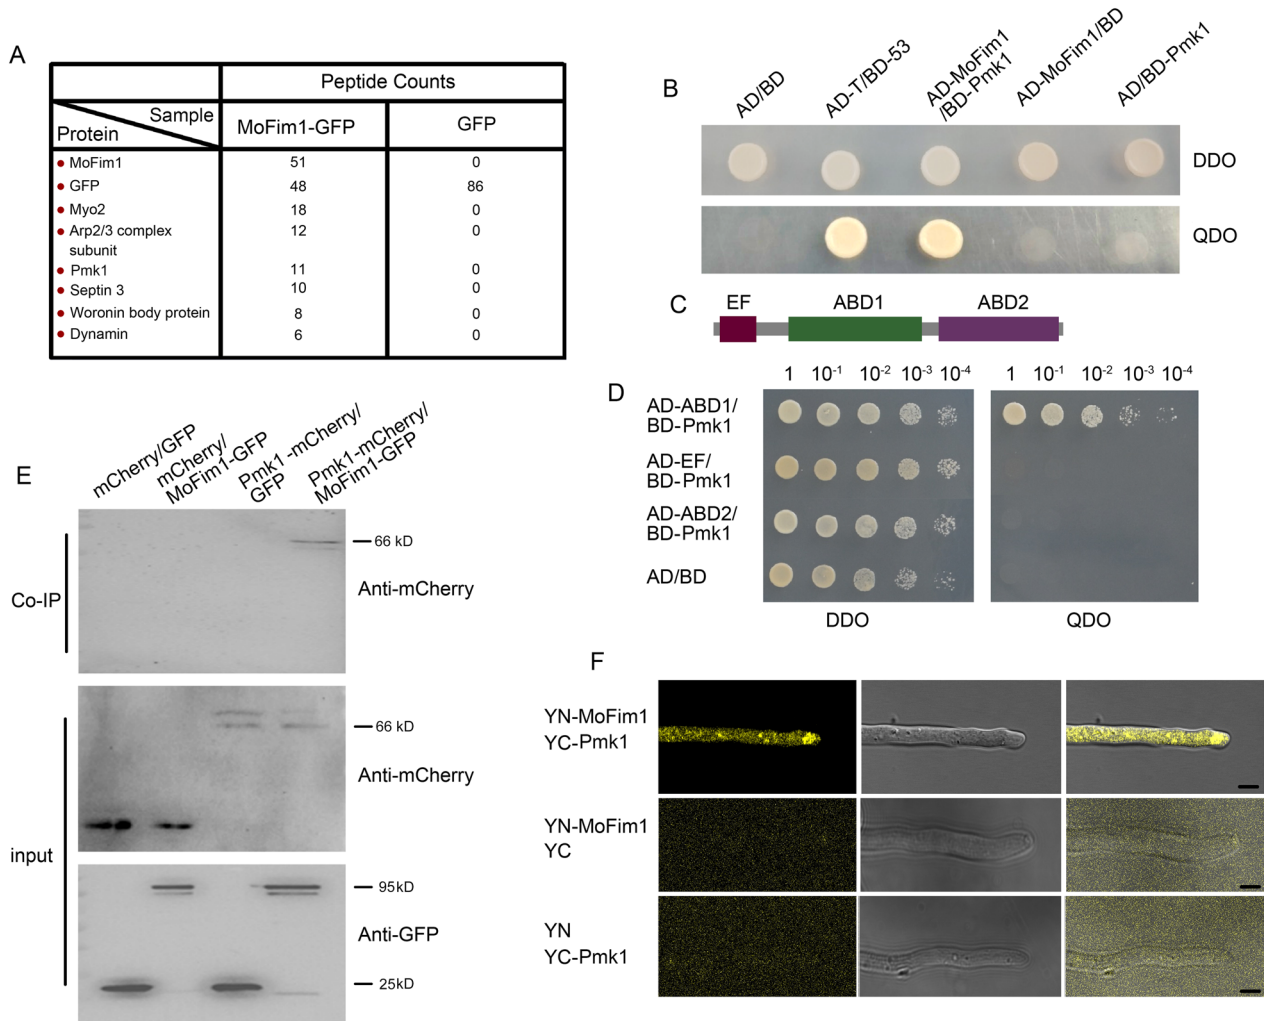 A
Peptide Counts
Sample
Protein
MoFim1-GFP
GFP
MoFim1 51 0
GFP 48 86
Myo2 18 0
Arp2/3 complex 12 0
subunit
Pmk1 11 0
Septin 3 10 0
Woronin body protein 8 0
Dynamin 6 0
B
AD/BD
AD-T/BD-53
AD-MoFim1
/BD-Pmk1
AD-MoFim1/BD
AD/BD-Pmk1
DDO
QDO
C
EF ABD1 ABD2
D
1 10-1 10-2 10-3 10-4
1 10-1 10-2 10-3 10-4
AD-ABD1/
BD-Pmk1
AD-EF/
BD-Pmk1
AD-ABD2/
BD-Pmk1
AD/BD
DDO
QDO
E
mCherry/GFP
mCherry/
MoFim1-GFP
Pmk1-mCherry/
GFP
Pmk1-mCherry/
MoFim1-GFP
Co-IP
66 kD
Anti-mCherry
input
66 kD
Anti-mCherry
95kD
Anti-GFP
25kD
F
YN-MoFim1
YC-Pmk1
YN-MoFim1
YC
YN
YC-Pmk1